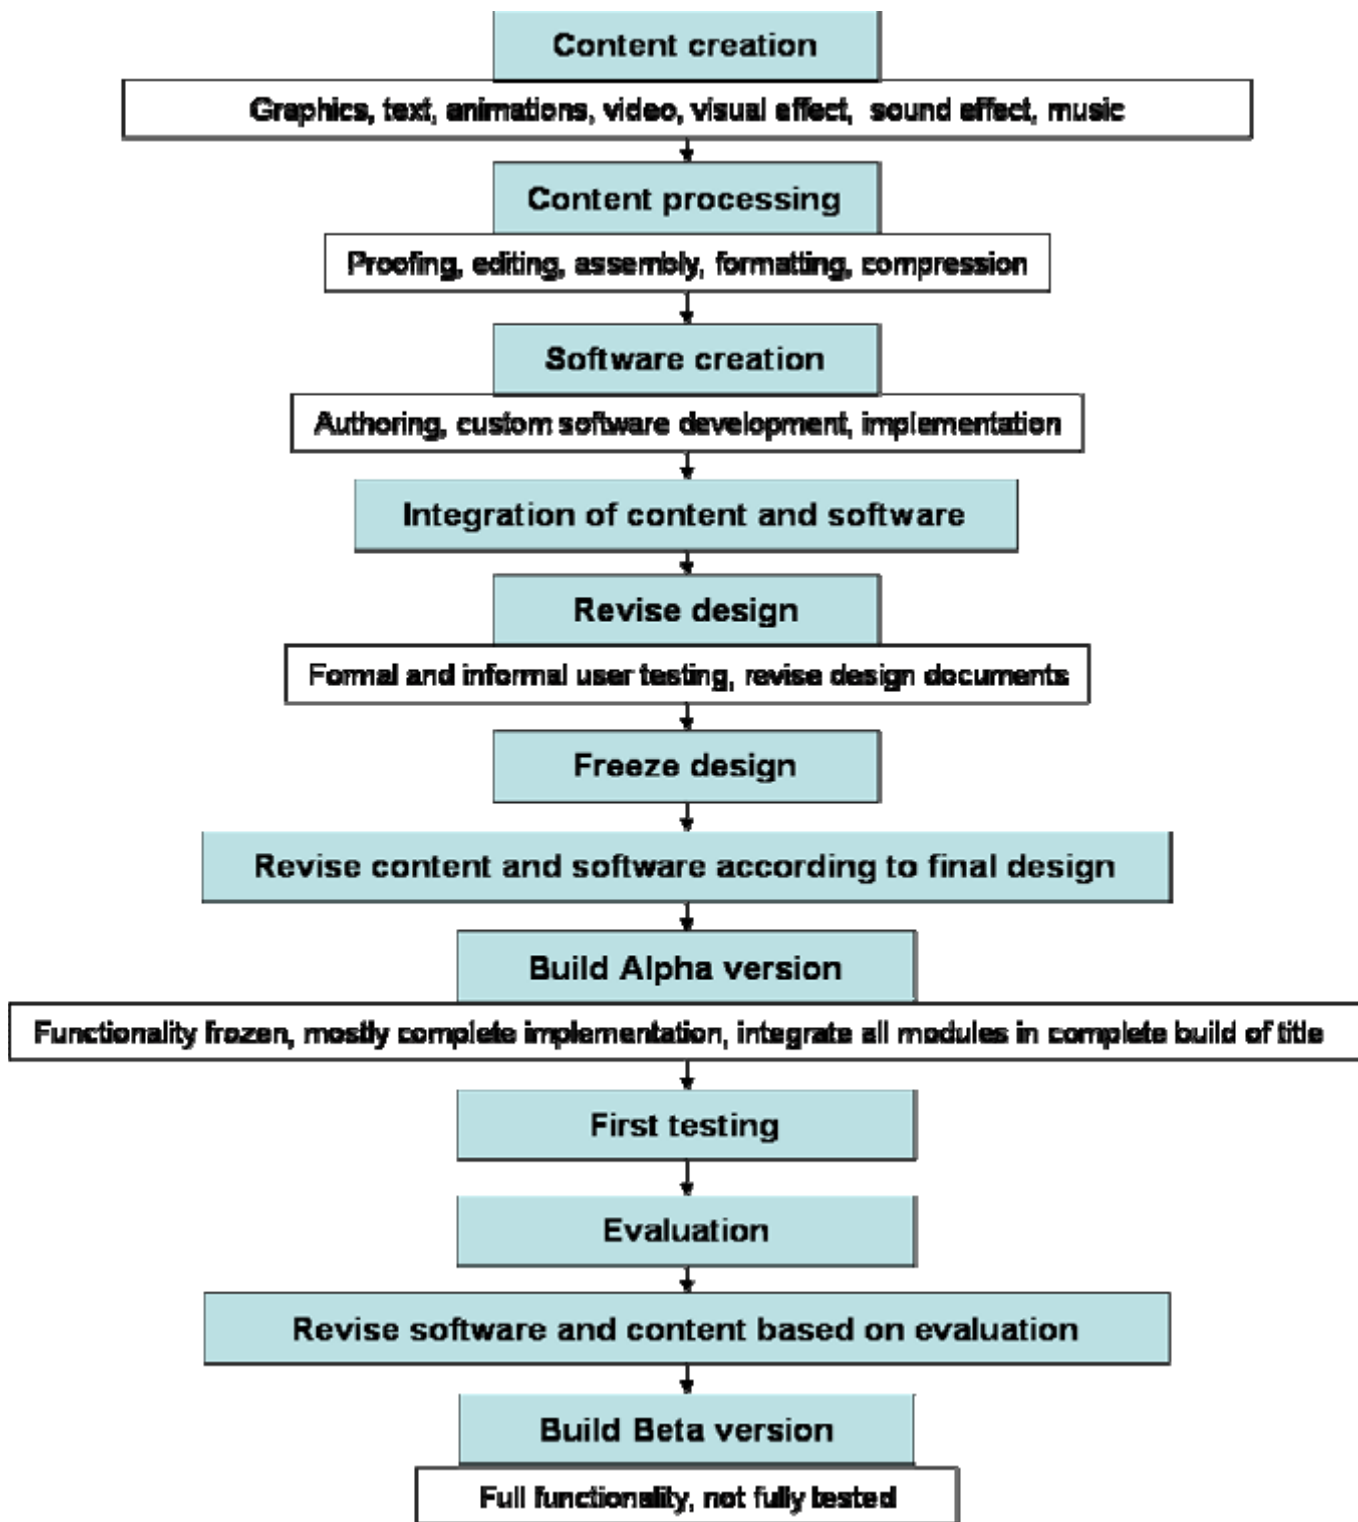 Content creation
Graphics, text, animations, video, visual effect, sound effect, music
Content processing
Proofing, editing, assembly, formatting, compression
Software creation
Authoring, custom software development, implementation
Integration of content and software
Revise design
Formal and informal user testing, revise design documents
Freeze design
Revise content and software according to final design
Build Alpha version
Functionality frozen, mostly complete implementation, integrate all modules in complete build of title
First testing
Evaluation
Revise software and content based on evaluation
Build Beta version
Full functionality, not fully tested